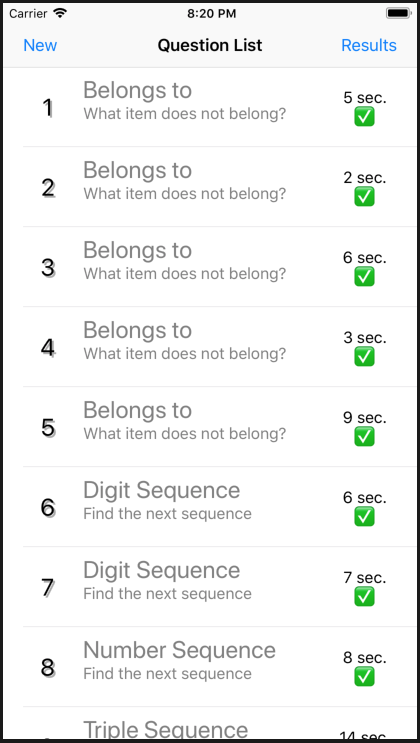 Carrier 8:20 PM
New Question List Results
1 Belongs to 5 sec.
What item does not belong?
2 Belongs to 2 sec.
What item does not belong?
3 Belongs to 6 sec.
What item does not belong?
4 Belongs to 3 sec.
What item does not belong?
5 Belongs to 9 sec.
What item does not belong?
6 Digit Sequence 6 sec.
Find the next sequence
7 Digit Sequence 7 sec.
Find the next sequence
8 Number Sequence 8 sec.
Find the next sequence
Triple Sequence 14 sec.